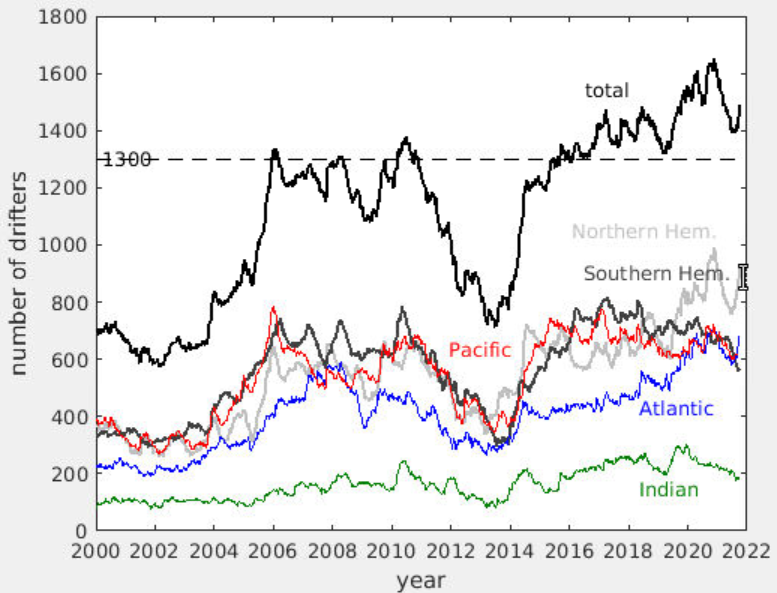 1800
1600
1400
1200
1000
800
600
400
200
0
number of drifters
1300
total
Northern Hem.
Southern Hem.
Pacific
Atlantic
Indian
2000 2002 2004 2006 2008 2010 2012 2014 2016 2018 2020 2022
year